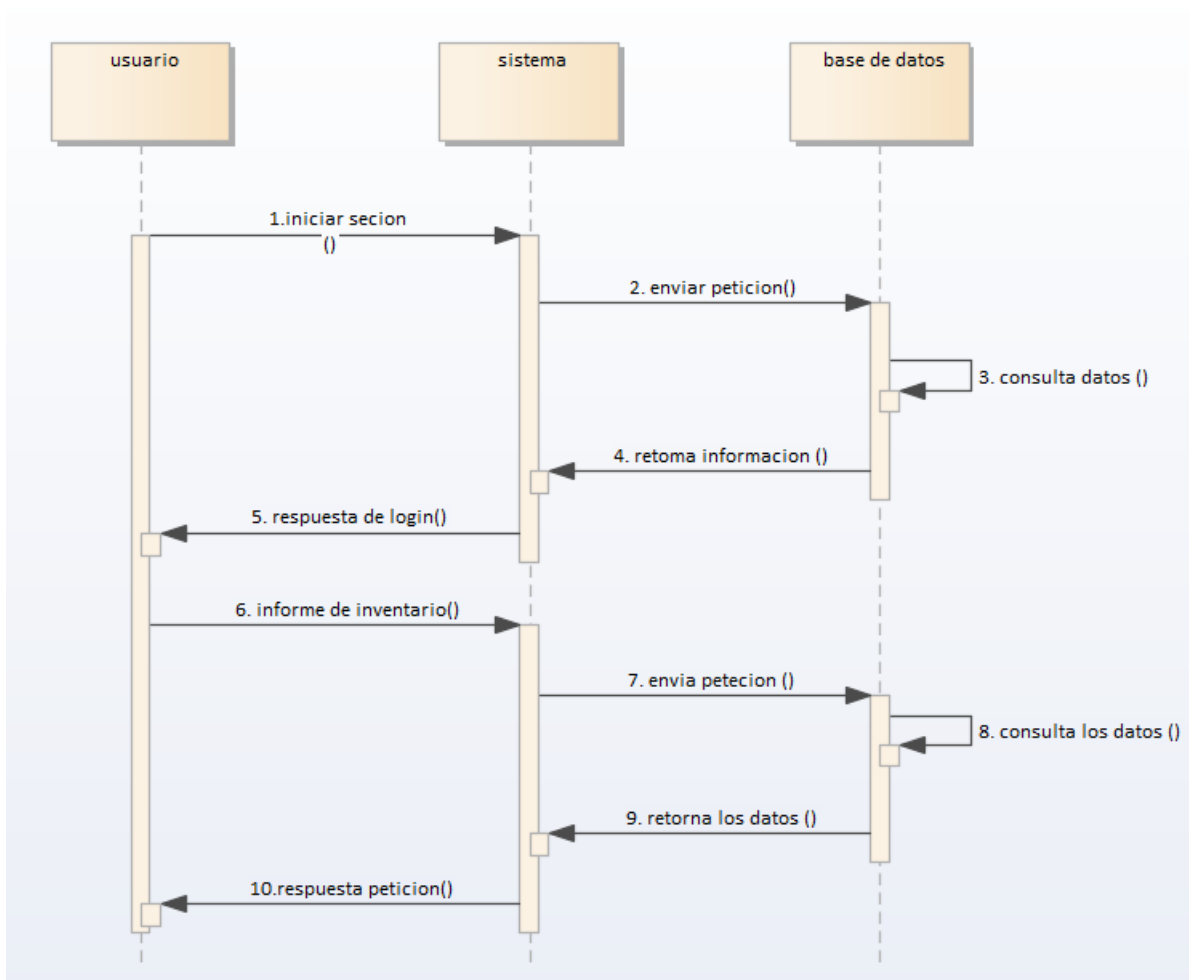 usuario
sistema
base de datos
1.iniciar secion
()
2. enviar peticion()
3. consulta datos ()
4. retoma informacion ()
5. respuesta de login()
6. informe de inventario()
7. envia petecion ()
8. consulta los datos ()
9. retorna los datos ()
10.respuesta peticion()